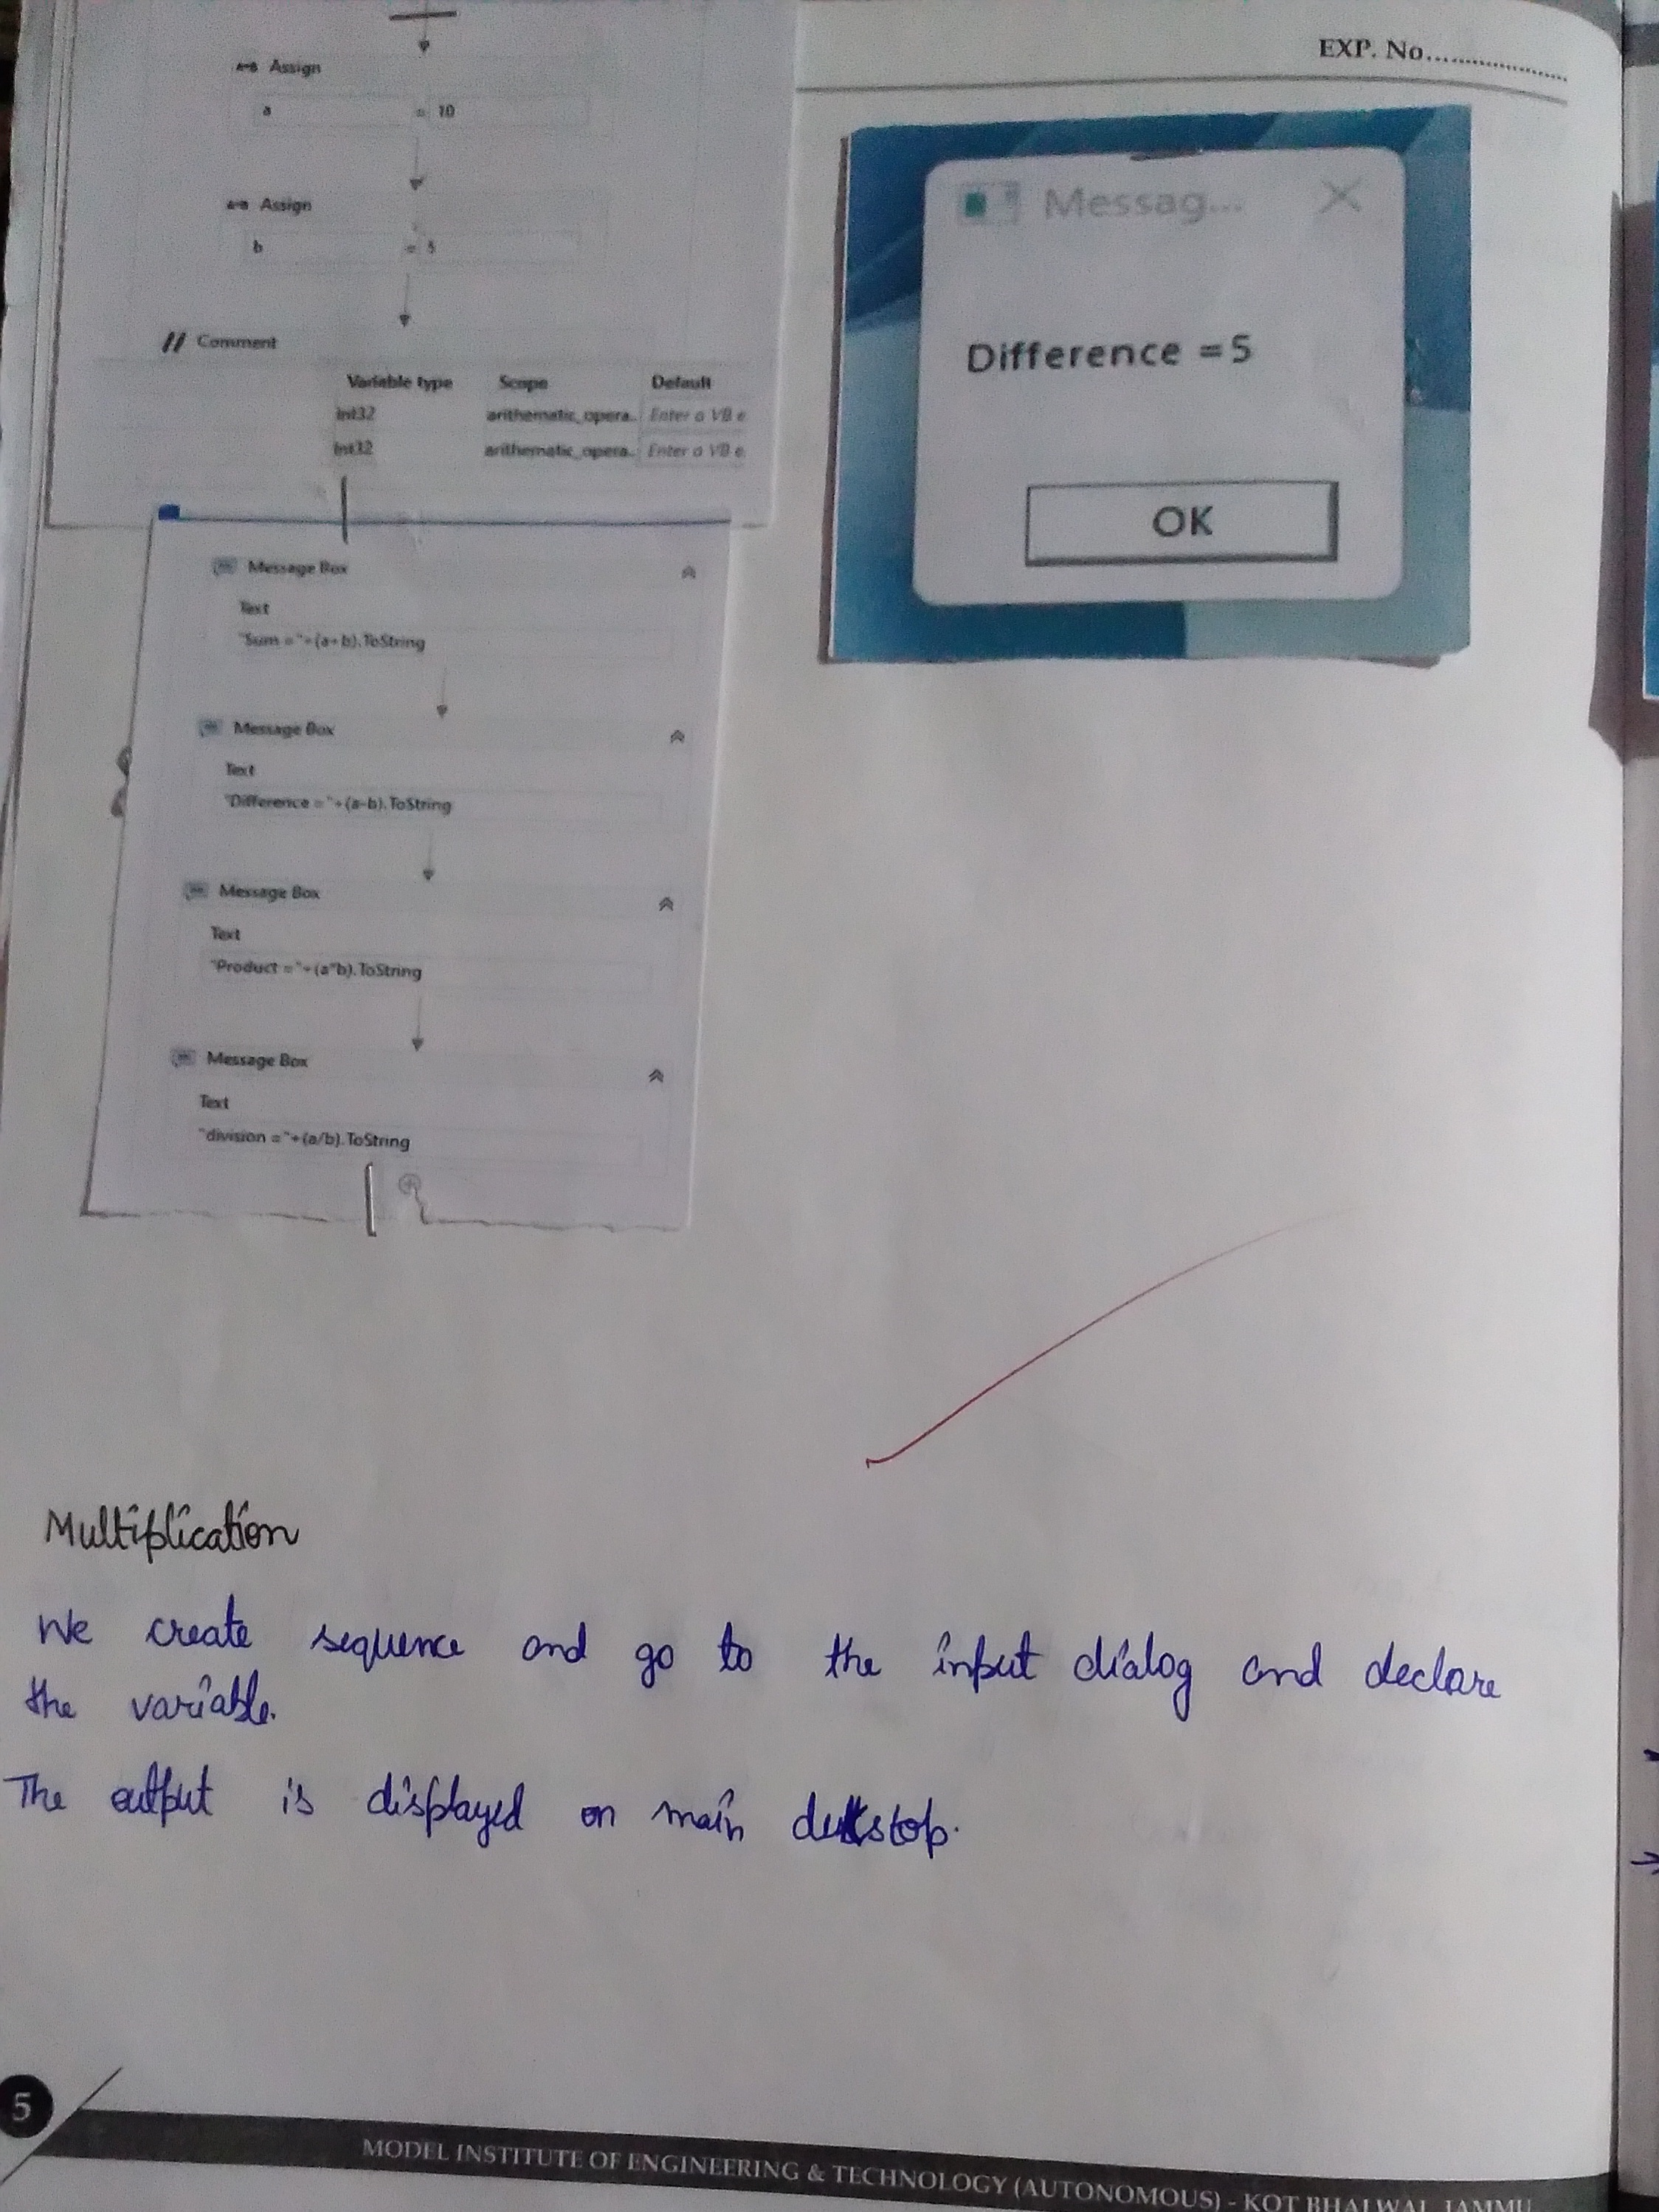 EXP. No.....................
Assign
a = 10
Assign
b = 5
// Comment
Variable type Scope Default
Int32 arithematic_opera.. Enter a VB e
Int32 arithematic_opera.. Enter a VB e
Message Box
Text
"Sum ="+(a+b).ToString
Message Box
Text
"Difference ="+(a-b).ToString
Message Box
Text
"Product ="+(a*b).ToString
Message Box
Text
"division ="+(a/b).ToString
Messag...
Difference =5
OK
Multiplication
We create sequence and go to the input dialog and declare
the variable.
The output is displayed on main
5
MODEL INSTITUTE OF ENGINEERING & TECHNOLOGY (AUTONOMOUS) - KOT BHALWAL, JAMMU